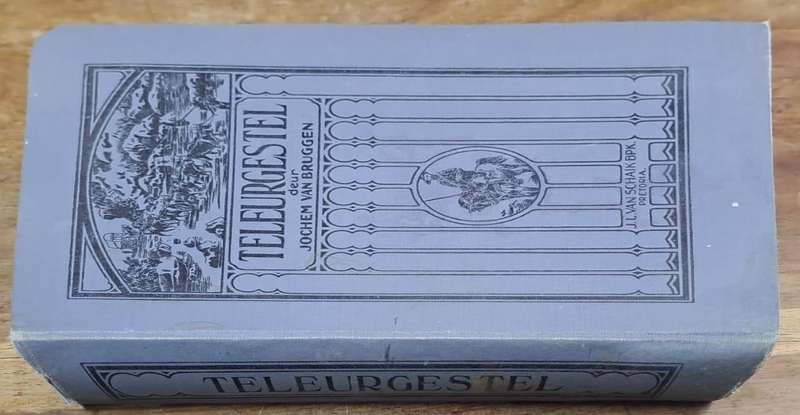 TELEURGESTEL
deur
JOCHEM VAN BRUGGEN
J.L.VAN SCHAIK BPK.
PRETORIA.
TELEURGESTEL